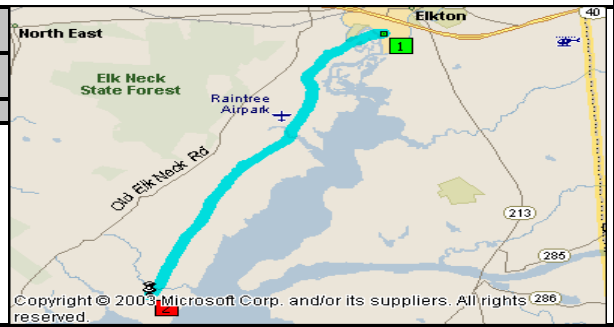 Elkton
40
North East
1
Elk Neck
State Forest
Raintree
Airpark
Old Elk Neck Rd
213
285
286
2
Copyright © 2003 Microsoft Corp. and/or its suppliers. All rights
reserved.